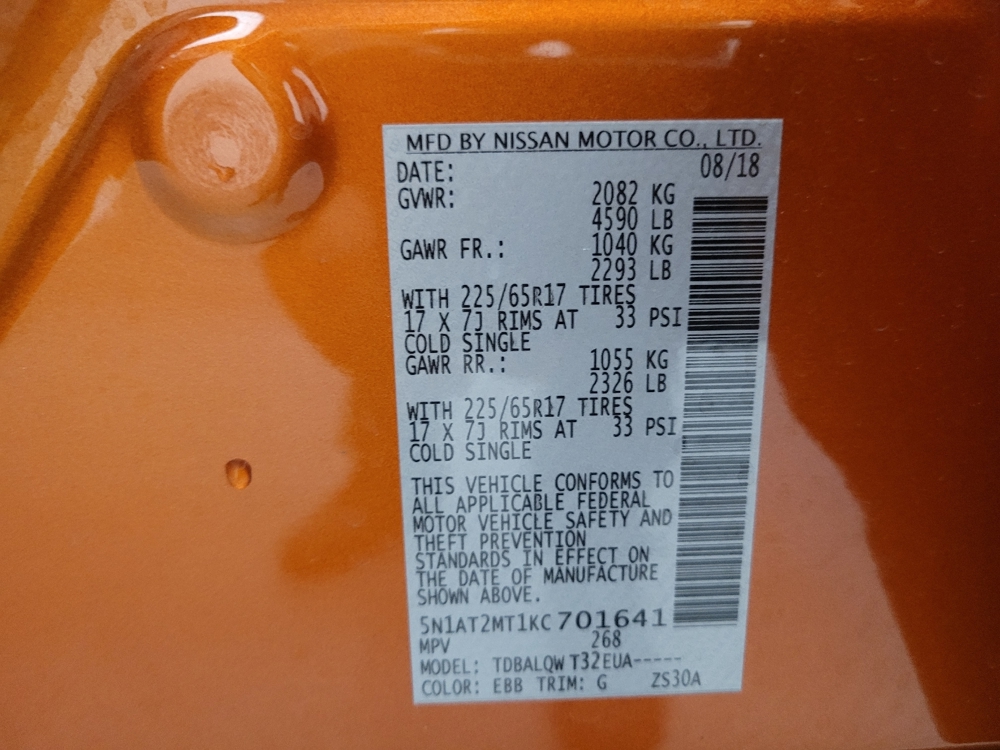 MFD BY NISSAN MOTOR CO., LTD.
DATE: 08/18
GVWR: 2082 KG
4590 LB
GAWR FR.: 1040 KG
2293 LB
WITH 225/65R17 TIRES
17 X 7J RIMS AT 33 PSI
COLD SINGLE
GAWR RR.: 1055 KG
2326 LB
WITH 225/65R17 TIRES
17 X 7J RIMS AT 33 PSI
COLD SINGLE
THIS VEHICLE CONFORMS TO
ALL APPLICABLE FEDERAL
MOTOR VEHICLE SAFETY AND
THEFT PREVENTION
STANDARDS IN EFFECT ON
THE DATE OF MANUFACTURE
SHOWN ABOVE.
5N1AT2MT1KC701641
MPV 268
MODEL: TDBALQW T32EUA-----
COLOR: EBB TRIM: G ZS30A